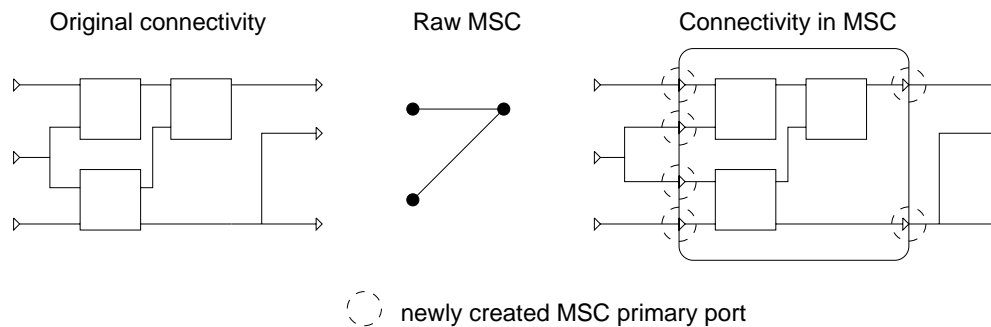 Original connectivity
Raw MSC
Connectivity in MSC
newly created MSC primary port